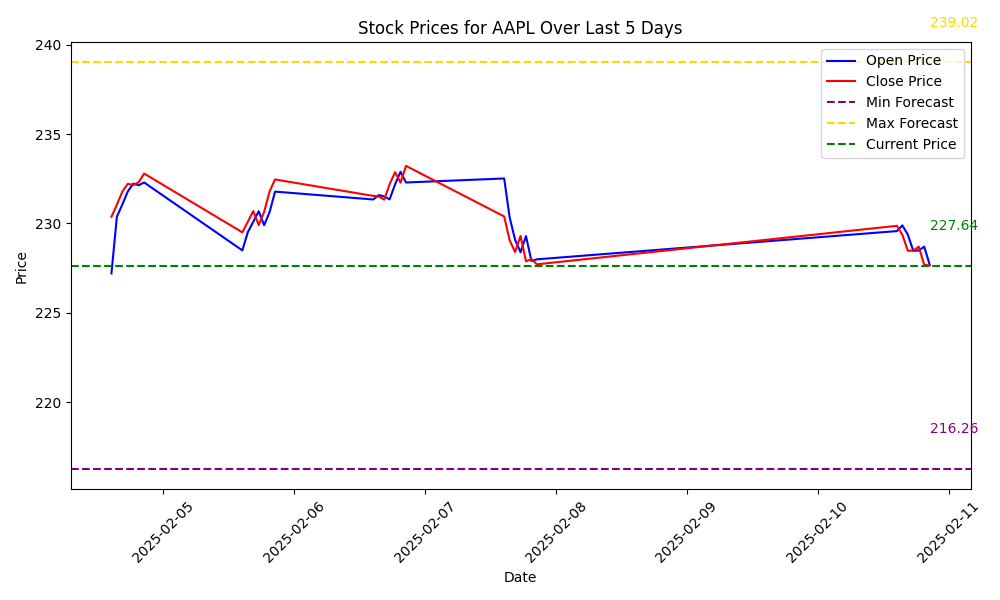 239.02
Stock Prices for AAPL Over Last 5 Days
240
235
230
225
220
Price
Open Price
Close Price
Min Forecast
Max Forecast
Current Price
227.64
216.26
2025-02-05
2025-02-06
2025-02-07
2025-02-08
2025-02-09
2025-02-10
2025-02-11
Date